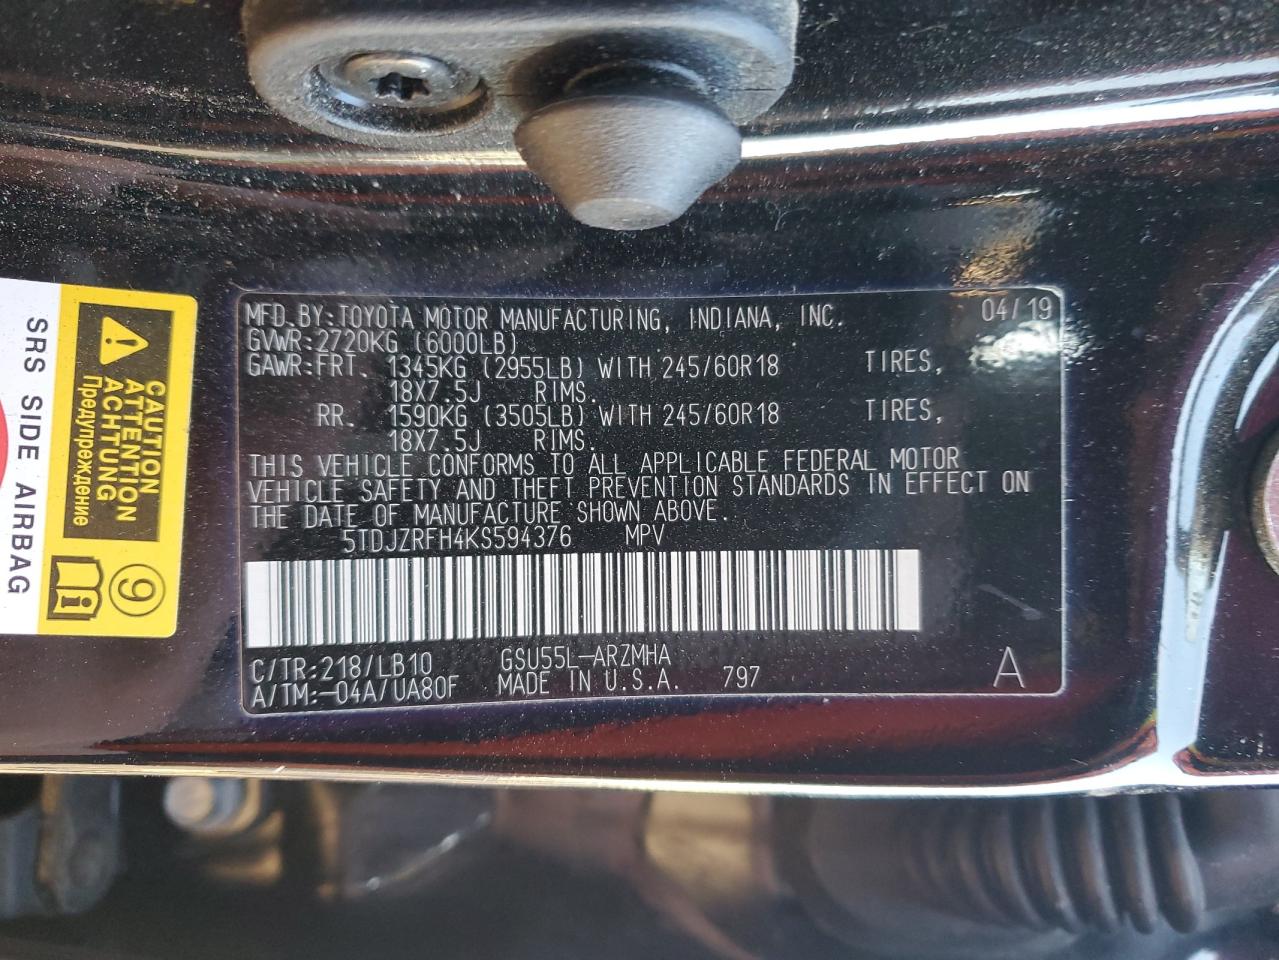 MFD.BY:TOYOTA MOTOR MANUFACTURING, INDIANA, INC. 04/19
GVWR:2720KG (6000LB)
GAWR:FRT. 1345KG (2955LB) WITH 245/60R18 TIRES,
18X7.5J RIMS.
RR. 1590KG (3505LB) WITH 245/60R18 TIRES,
18X7.5J RIMS.
THIS VEHICLE CONFORMS TO ALL APPLICABLE FEDERAL MOTOR
VEHICLE SAFETY AND THEFT PREVENTION STANDARDS IN EFFECT ON
THE DATE OF MANUFACTURE SHOWN ABOVE.
5TDJZRFH4KS594376 MPV
C/TR:218/LB10 GSU55L-ARZMHA
A/TM:-04A/UA80F MADE IN U.S.A. 797 A
CAUTION
ATTENTION
ACHTUNG
Предупреждение
9
SRS SIDE AIRBAG